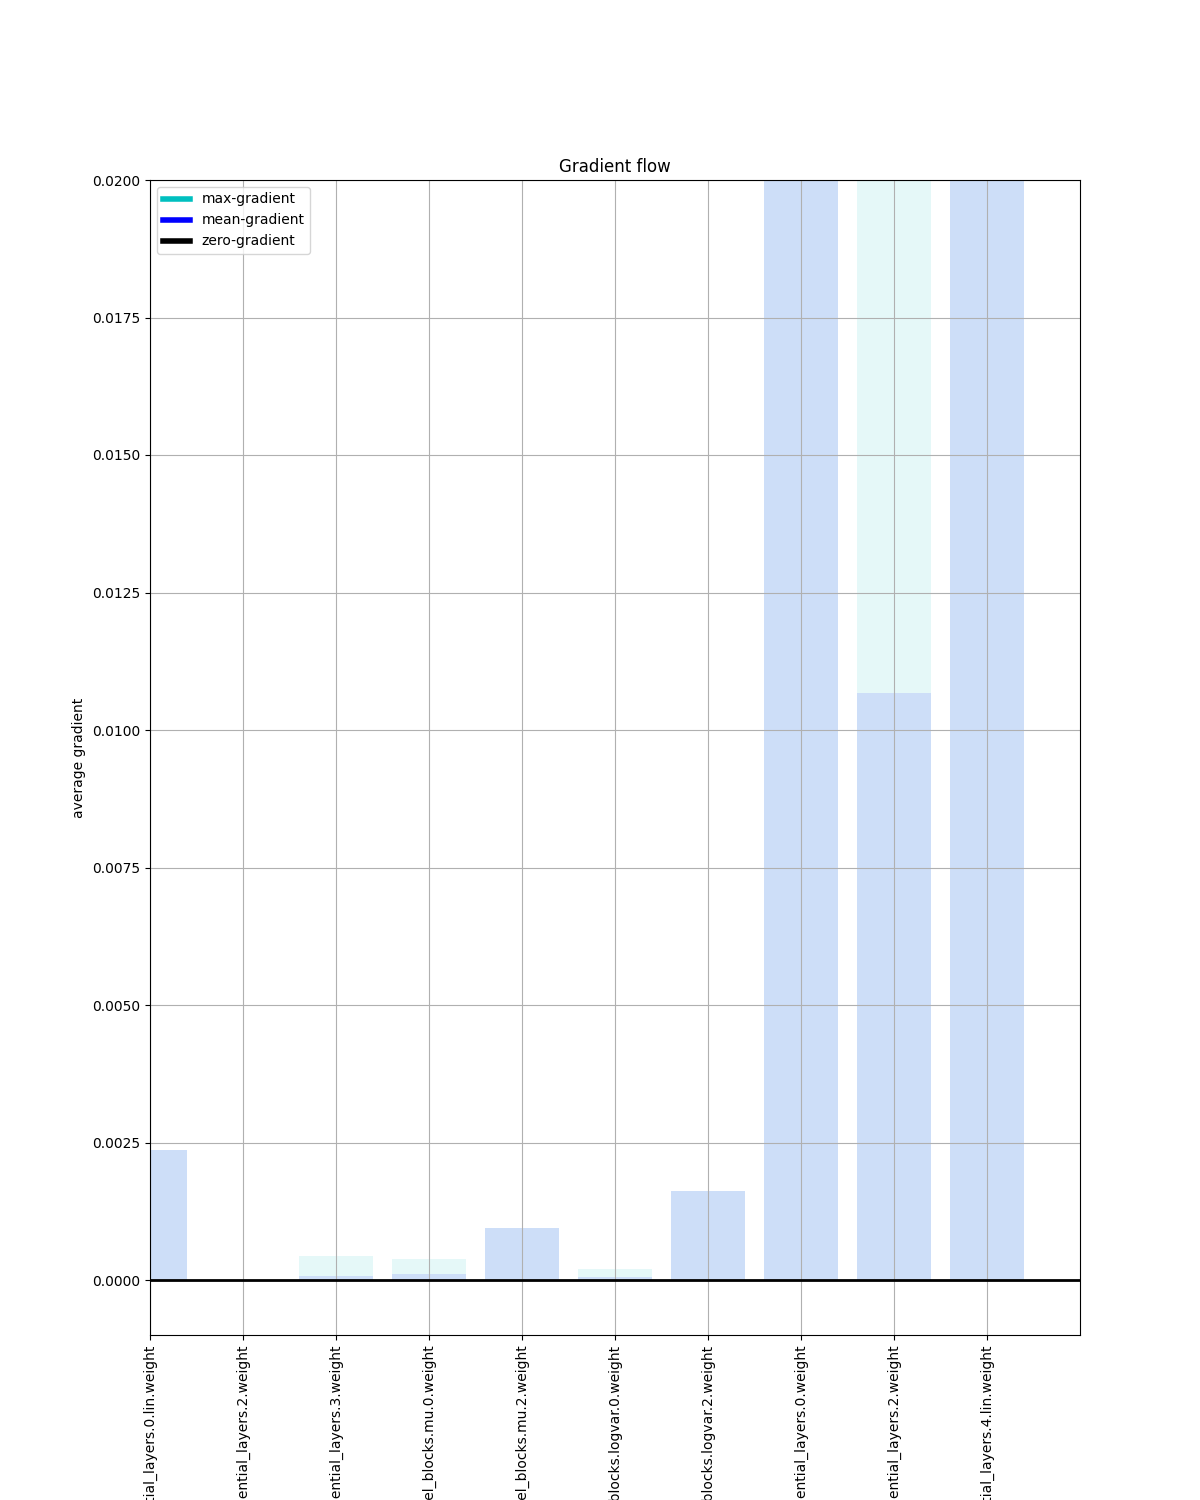 Gradient flow
max-gradient
mean-gradient
zero-gradient
0.0200
0.0175
0.0150
0.0125
0.0100
0.0075
0.0050
0.0025
0.0000
average gradient
tial_layers.0.lin.weight
ential_layers.2.weight
ential_layers.3.weight
el_blocks.mu.0.weight
el_blocks.mu.2.weight
blocks.logvar.0.weight
blocks.logvar.2.weight
ential_layers.0.weight
ential_layers.2.weight
tial_layers.4.lin.weight